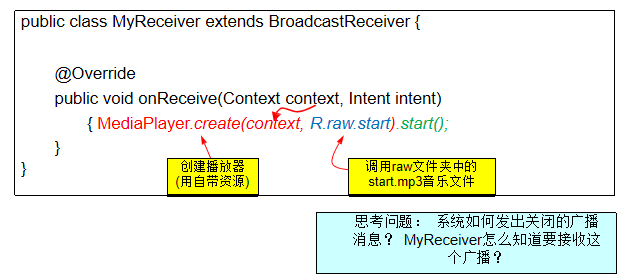 public class MyReceiver extends BroadcastReceiver {
@Override
public void onReceive(Context context, Intent intent)
{ MediaPlayer.create(context, R.raw.start).start();
}
}
创建播放器
(用自带资源)
调用raw文件夹中的
start.mp3音乐文件
思考问题： 系统如何发出关闭的广播
消息？ MyReceiver怎么知道要接收这
个广播？